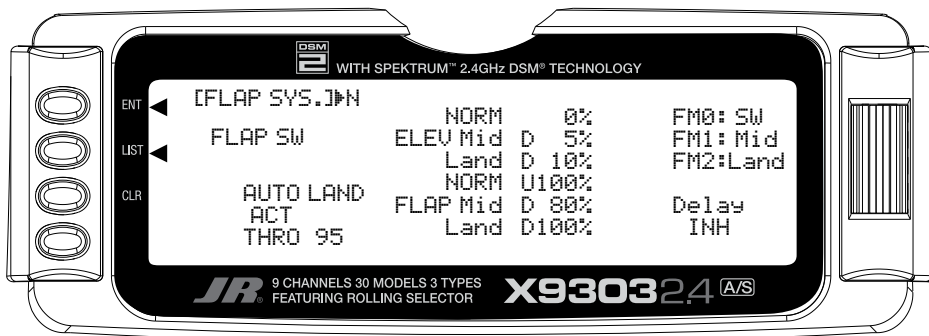 DSM
2 WITH SPEKTRUM™ 2.4GHz DSM® TECHNOLOGY
ENT
LIST
CLR
[FLAP SYS.]▶N
FLAP SW
AUTO LAND
ACT
THRO 95
NORM 0%
ELEV Mid D 5%
Land D 10%
NORM U100%
FLAP Mid D 80%
Land D100%
FM0: SW
FM1: Mid
FM2:Land
Delay
INH
JR® 9 CHANNELS 30 MODELS 3 TYPES
FEATURING ROLLING SELECTOR
X9303 2.4 A/S